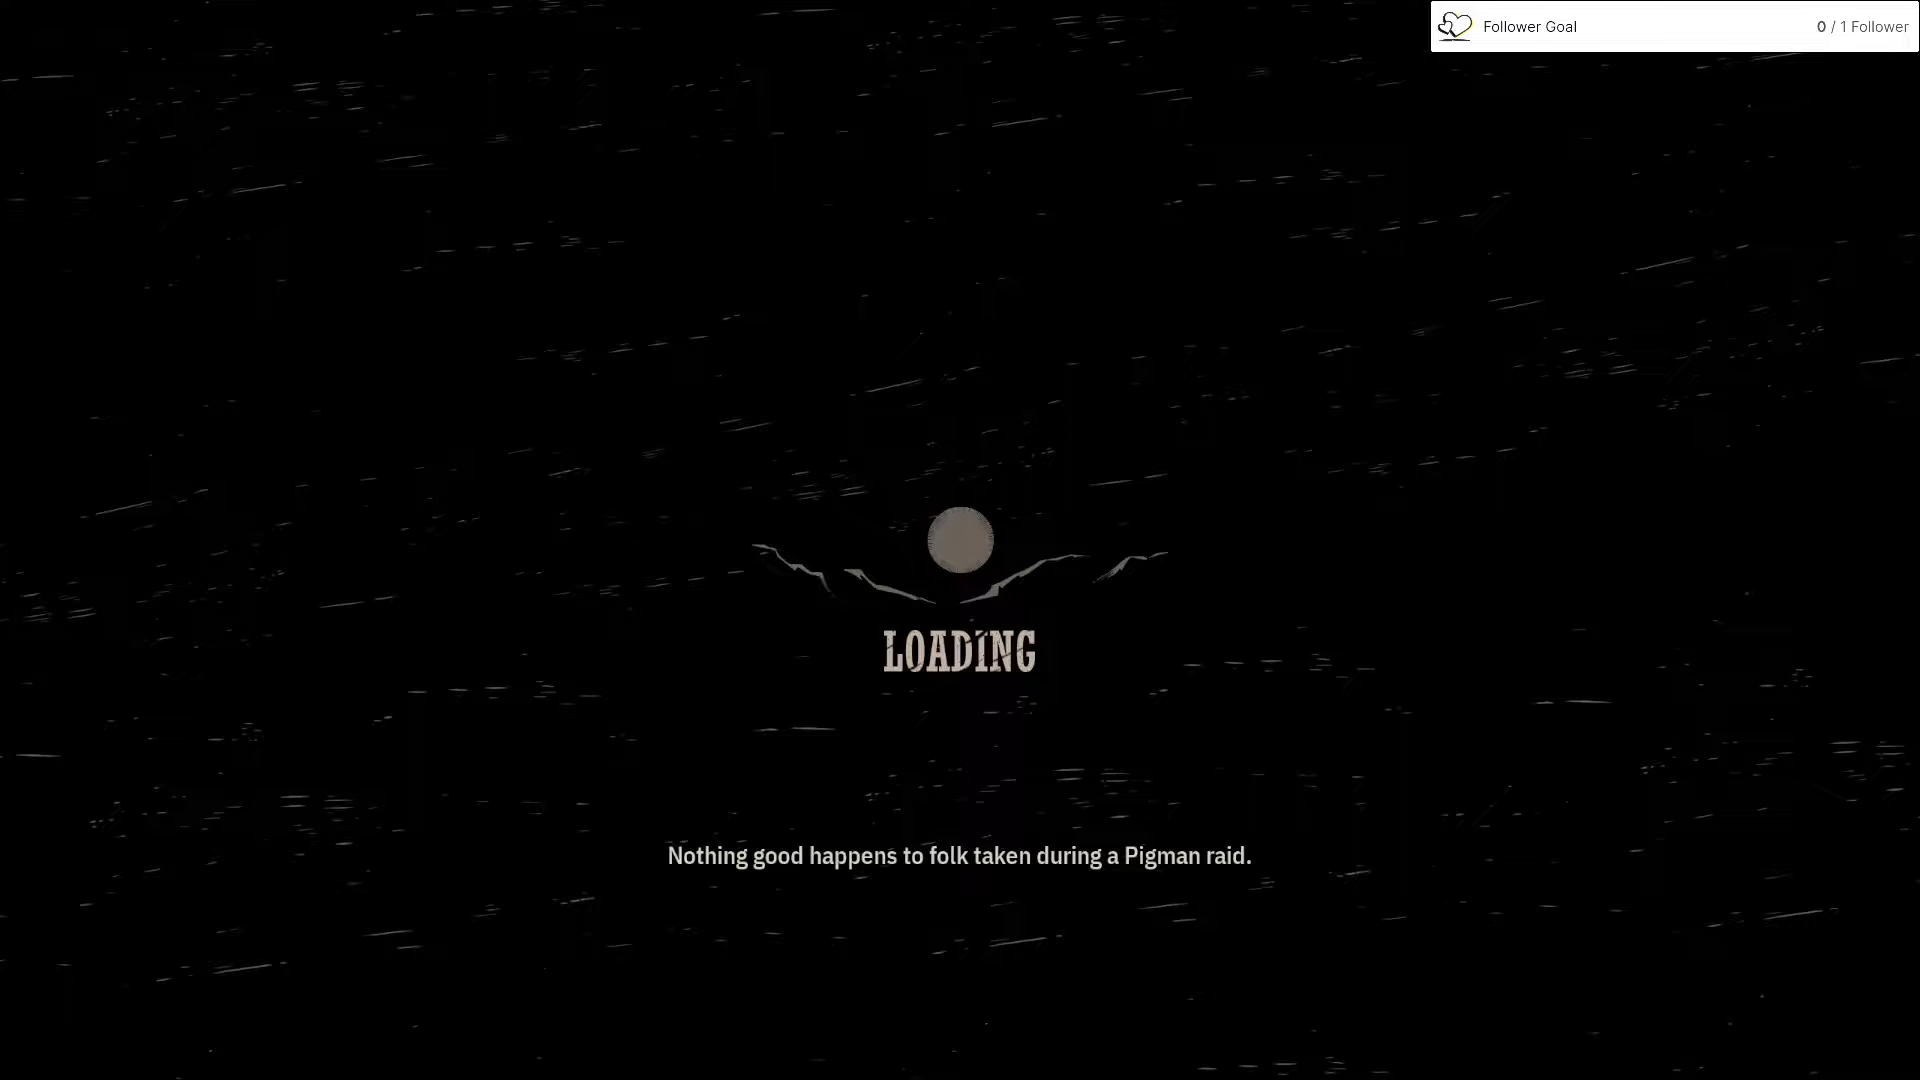 Follower Goal 0 / 1 Follower
LOADING
Nothing good happens to folk taken during a Pigman raid.